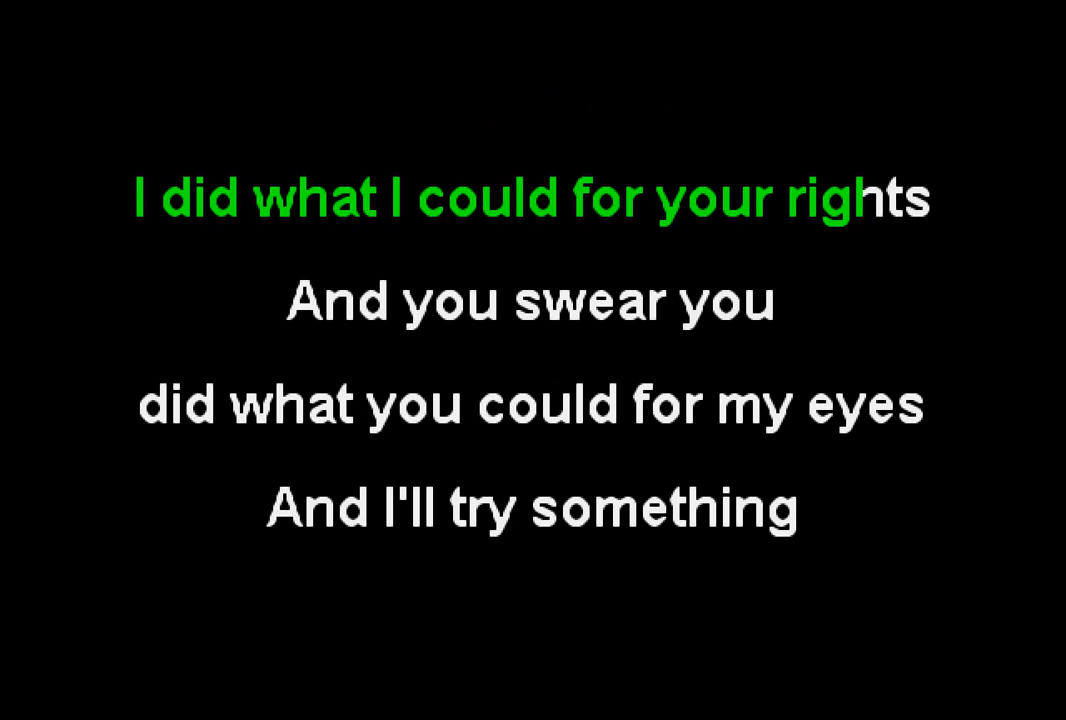 I did what I could for your rights
And you swear you
did what you could for my eyes
And I'll try something